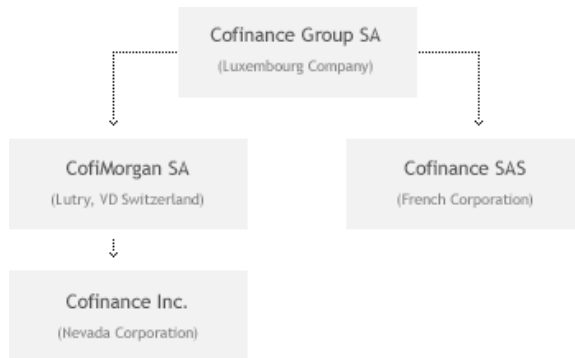 Cofinance Group SA
(Luxembourg Company)
CofiMorgan SA
(Lutry, VD Switzerland)
Cofinance SAS
(French Corporation)
Cofinance Inc.
(Nevada Corporation)